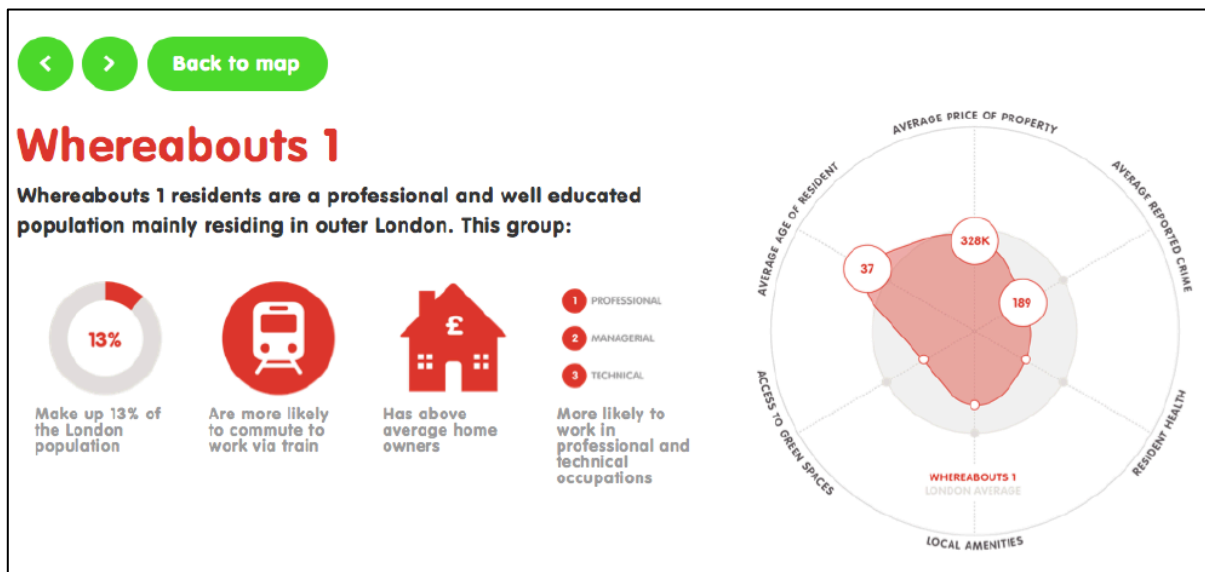 Back to map
Whereabouts 1
Whereabouts 1 residents are a professional and well educated
population mainly residing in outer London. This group:
13%
Make up 13% of
the London
population
Are more likely
to commute to
work via train
£
Has above
average home
owners
1 PROFESSIONAL
2 MANAGERIAL
3 TECHNICAL
More likely to
work in
professional and
technical
occupations
AVERAGE PRICE OF PROPERTY
AVERAGE REPORTED CRIME
RESIDENT HEALTH
LOCAL AMENITIES
ACCESS TO GREEN SPACES
AVERAGE AGE OF RESIDENT
328K
37
189
WHEREABOUTS 1
LONDON AVERAGE